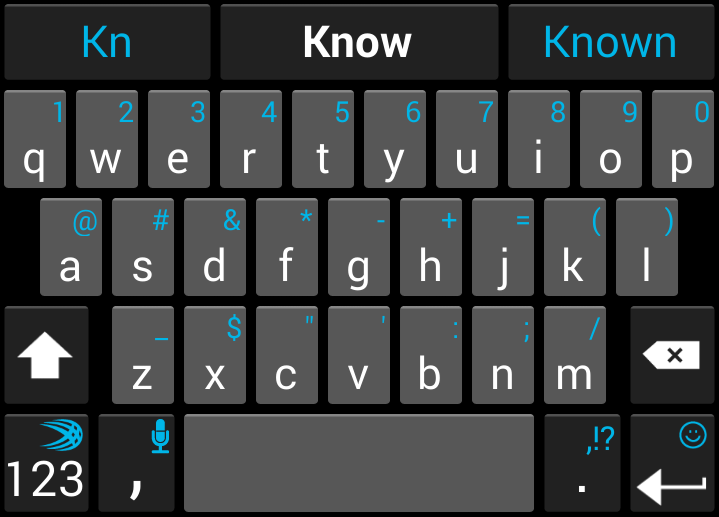 Kn Know Known
1 2 3 4 5 6 7 8 9 0
q w e r t y u i o p
@ # & * - + = ( )
a s d f g h j k l
_ $ " ' : ; /
z x c v b n m
,!?
123 , .